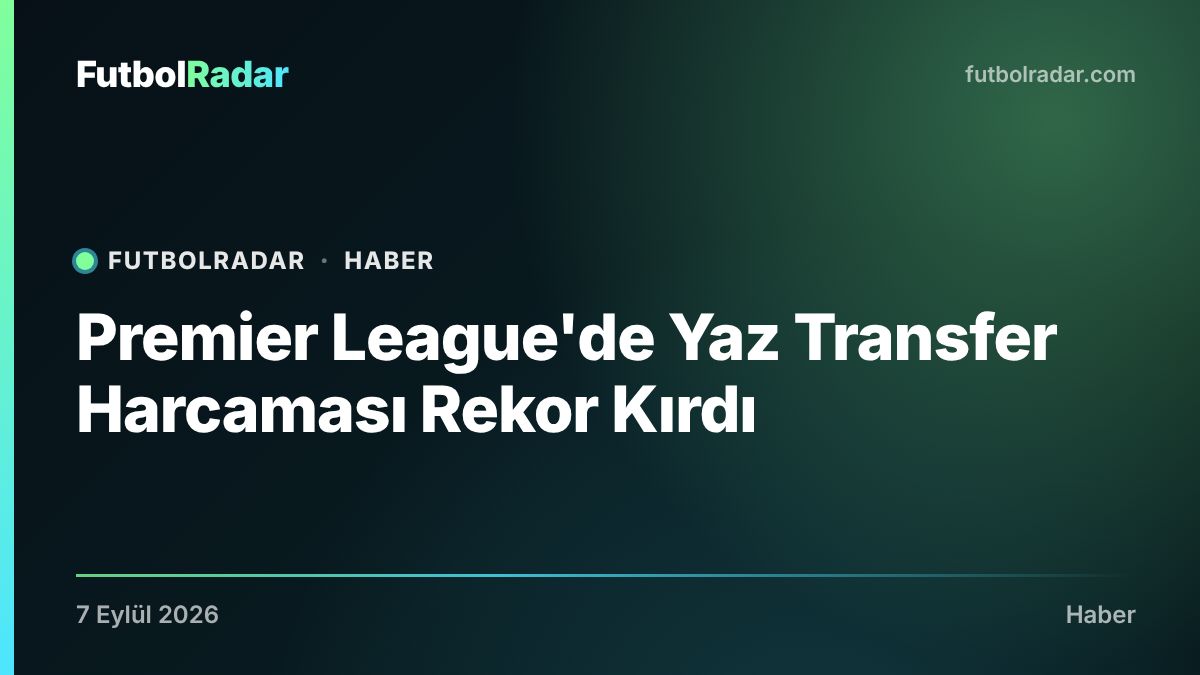 FutbolRadar
futbolradar.com
FUTBOLRADAR · HABER
Premier League'de Yaz Transfer
Harcaması Rekor Kırdı
7 Eylül 2026
Haber